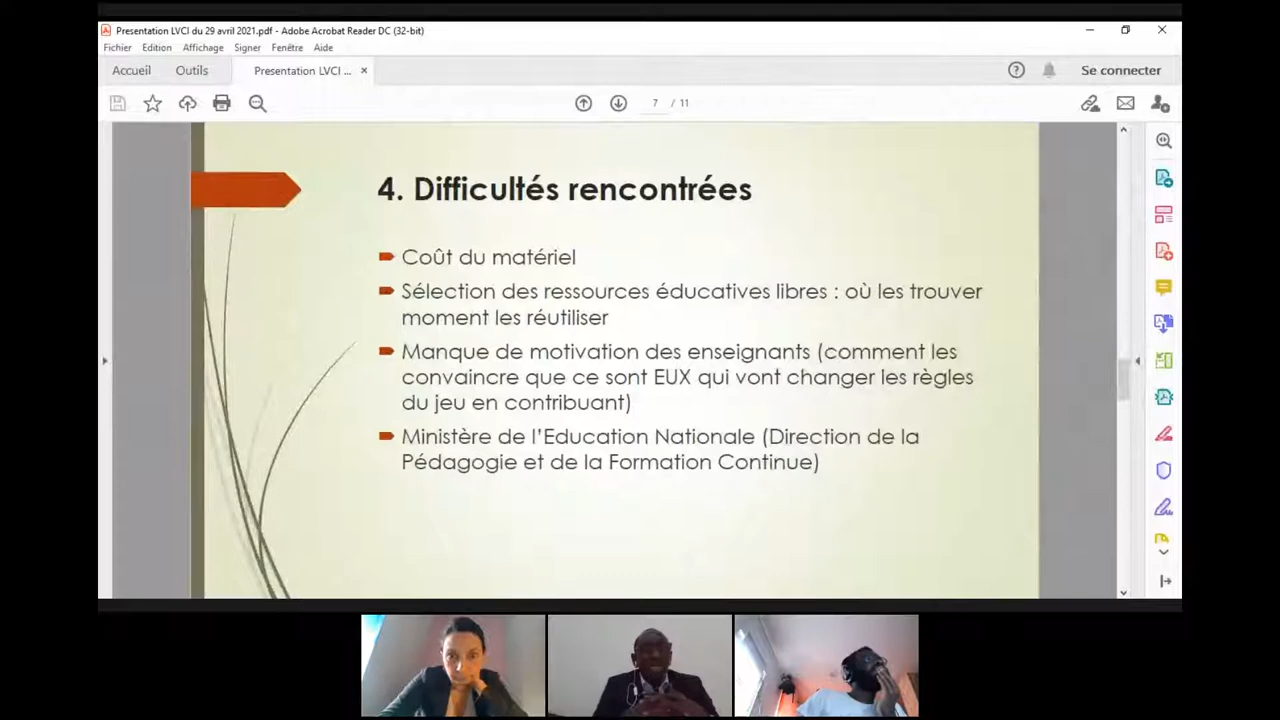 Presentation LVCI du 29 avril 2021.pdf - Adobe Acrobat Reader DC (32-bit)
Fichier Edition Affichage Signer Fenêtre Aide
Accueil Outils Presentation LVCI ... × Se connecter
7 / 11
4. Difficultés rencontrées
Coût du matériel
Sélection des ressources éducatives libres : où les trouver
moment les réutiliser
Manque de motivation des enseignants (comment les
convaincre que ce sont EUX qui vont changer les règles
du jeu en contribuant)
Ministère de l'Education Nationale (Direction de la
Pédagogie et de la Formation Continue)